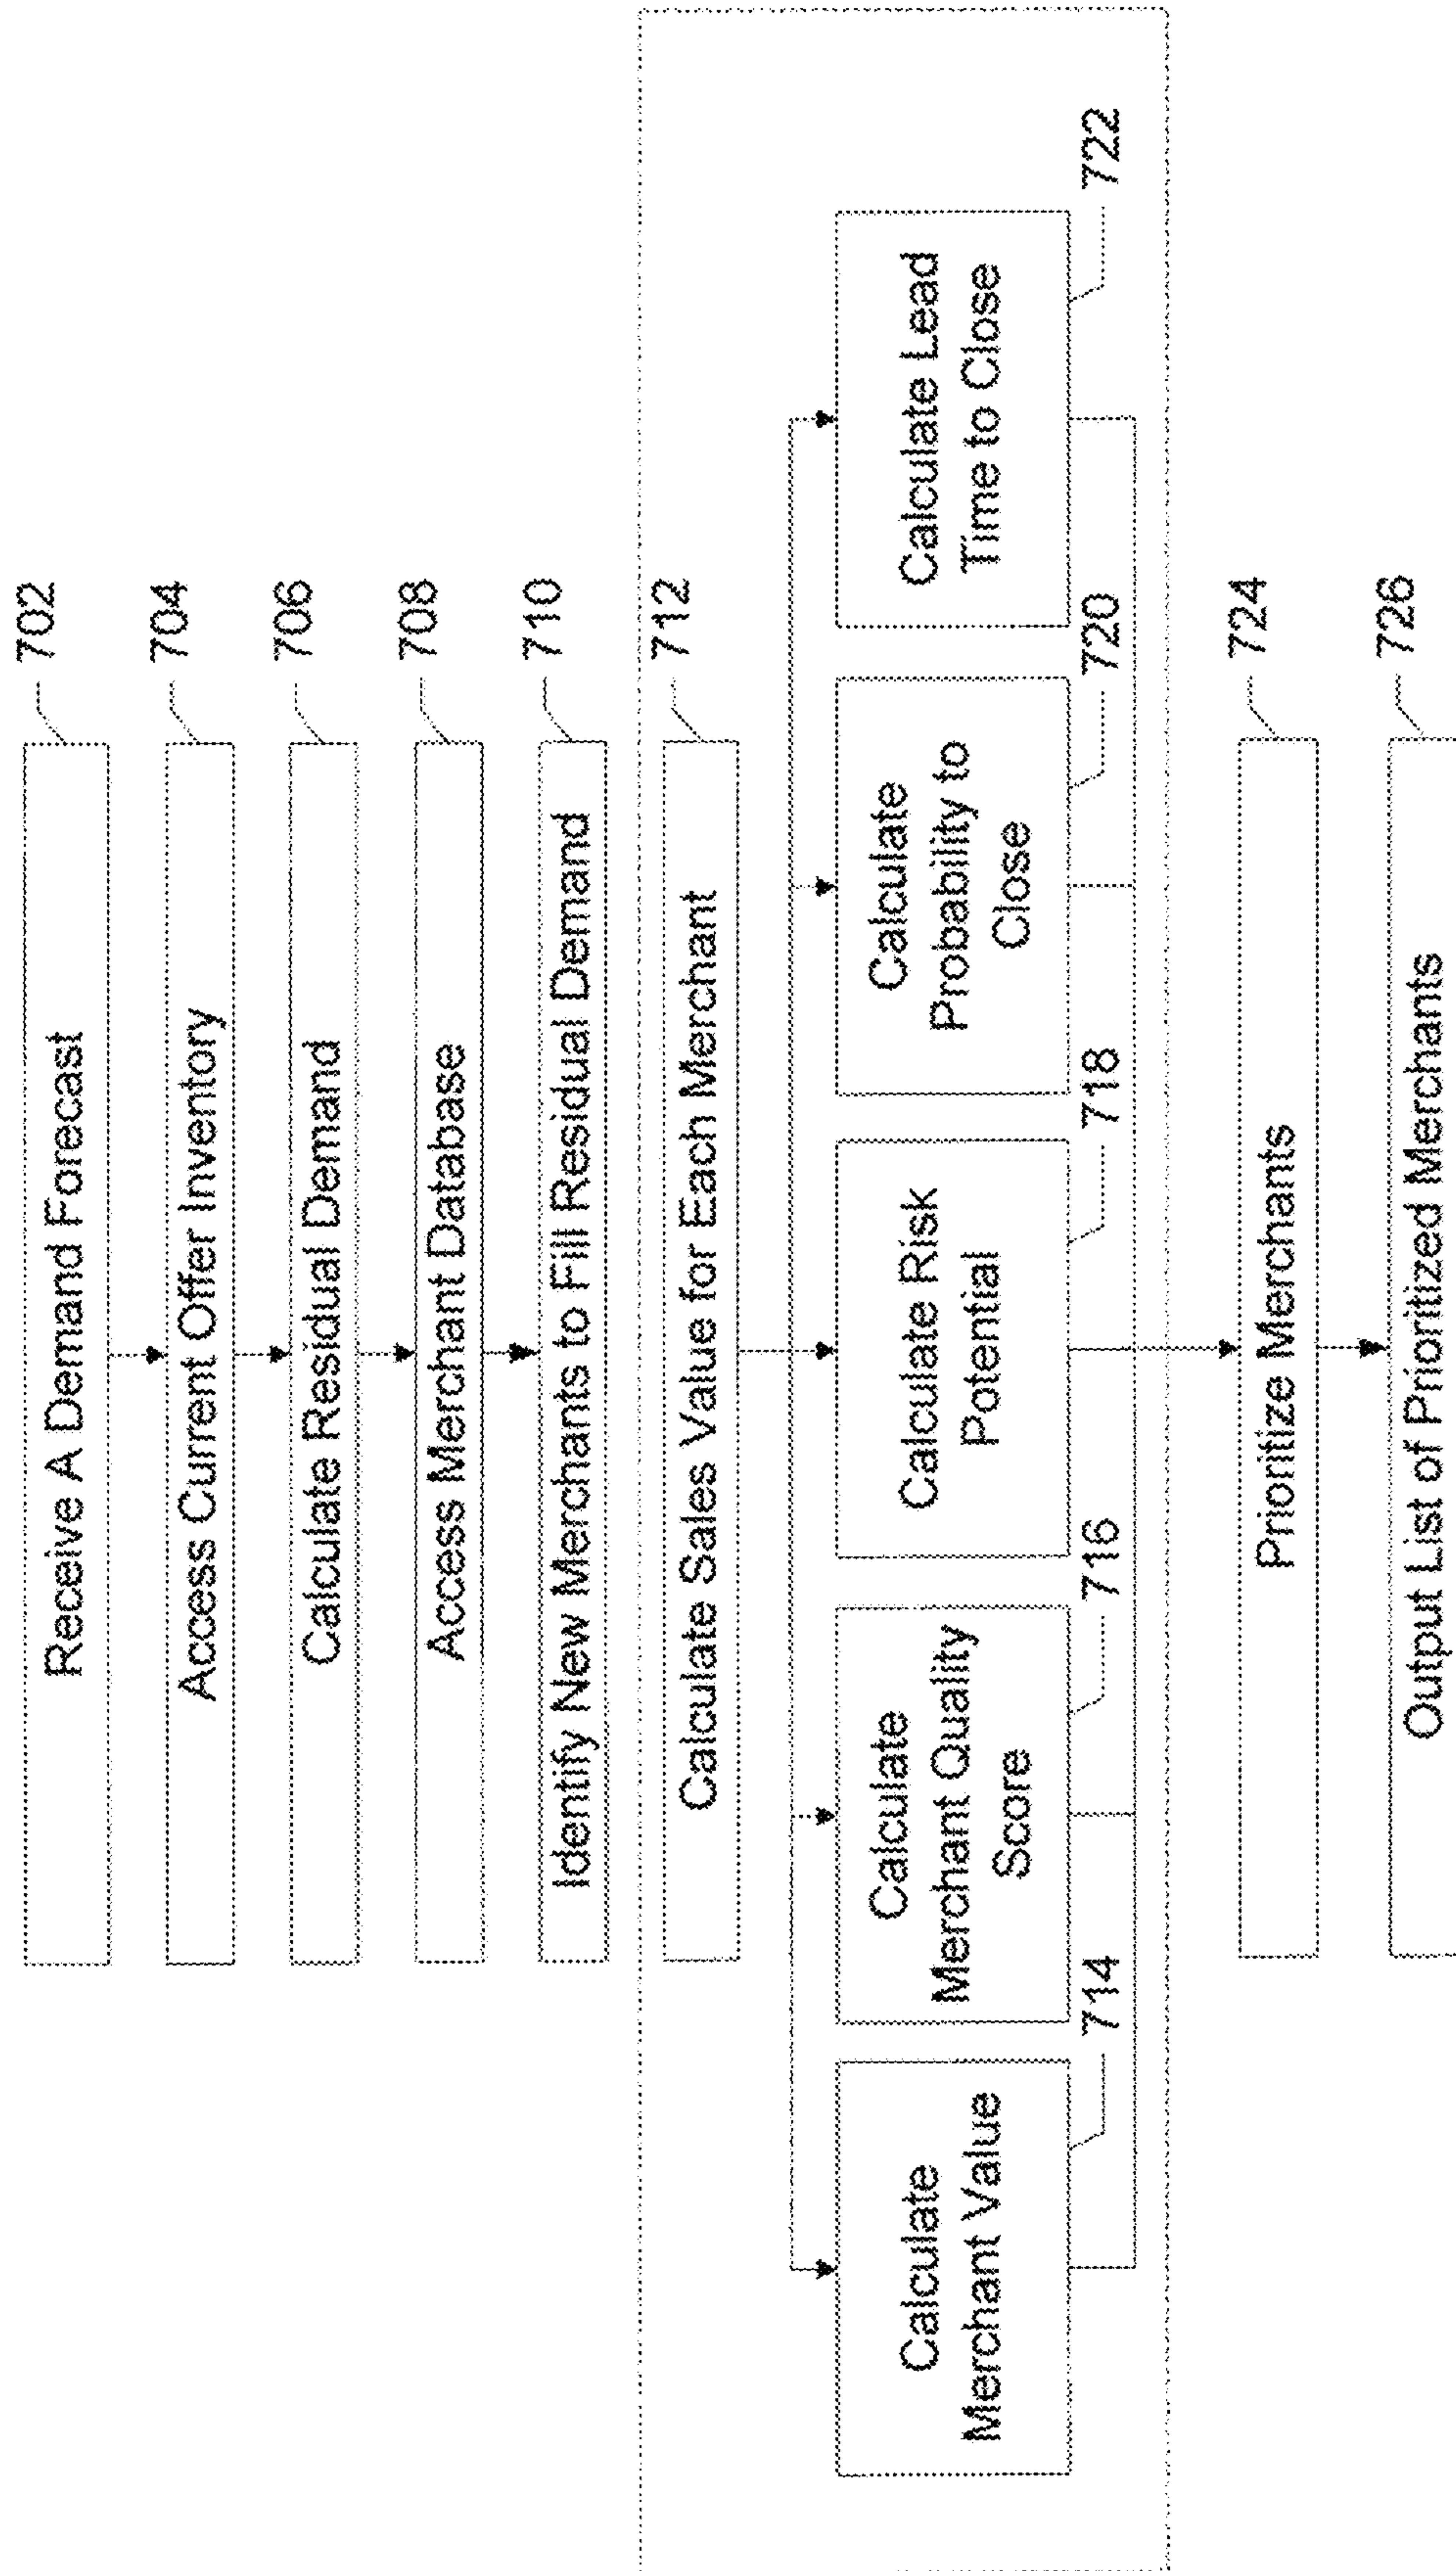 Receive A Demand Forecast
702
Access Current Offer Inventory
704
Calculate Residual Demand
706
Access Merchant Database
708
Identify New Merchants to Fill Residual Demand
710
Calculate Sales Value for Each Merchant
712
Calculate
Merchant Value
714
Calculate
Merchant Quality
Score
716
Calculate Risk
Potential
718
Calculate
Probability to
Close
720
Calculate Lead
Time to Close
722
Prioritize Merchants
724
Output List of Prioritized Merchants
726